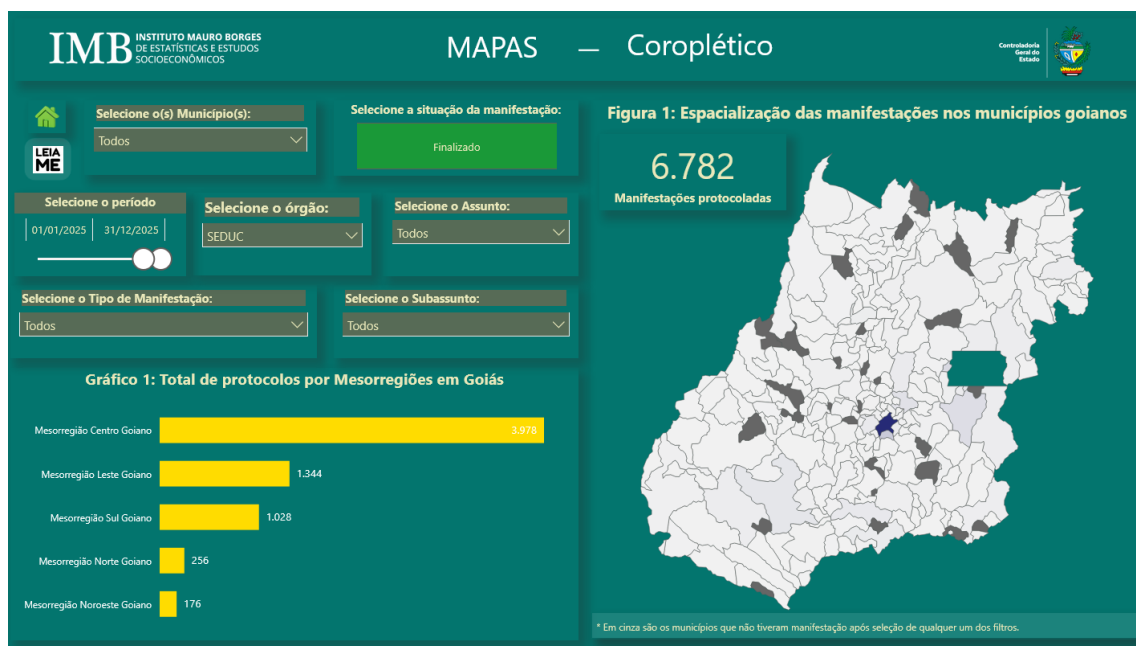 IMB INSTITUTO MAURO BORGES
DE ESTATÍSTICAS E ESTUDOS
SOCIOECONÔMICOS
MAPAS — Coroplético
Controladoria
Geral do
Estado
LEIA
ME
Selecione o(s) Município(s):
Todos
Selecione a situação da manifestação:
Finalizado
Selecione o período
01/01/2025 31/12/2025
Selecione o órgão:
SEDUC
Selecione o Assunto:
Todos
Selecione o Tipo de Manifestação:
Todos
Selecione o Subassunto:
Todos
Gráfico 1: Total de protocolos por Mesorregiões em Goiás
Mesorregião Centro Goiano 3.978
Mesorregião Leste Goiano 1.344
Mesorregião Sul Goiano 1.028
Mesorregião Norte Goiano 256
Mesorregião Noroeste Goiano 176
Figura 1: Espacialização das manifestações nos municípios goianos
6.782
Manifestações protocoladas
* Em cinza são os municípios que não tiveram manifestação após seleção de qualquer um dos filtros.